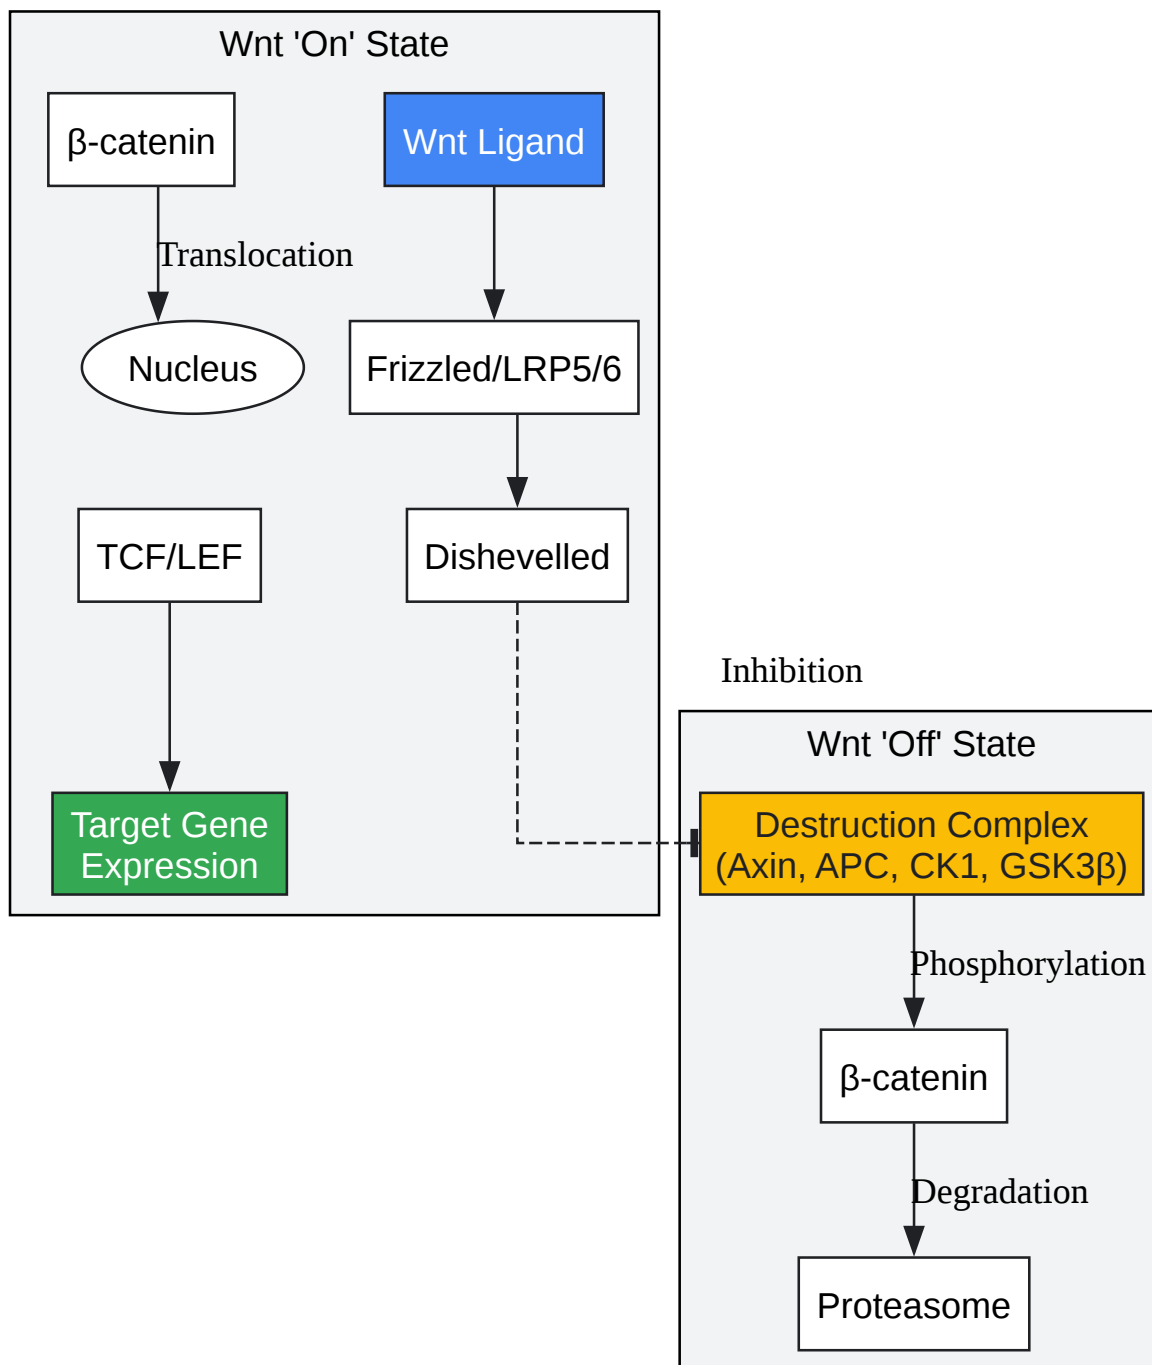 Wnt 'On' State
β-catenin
Wnt Ligand
Translocation
Nucleus
Frizzled/LRP5/6
TCF/LEF
Dishevelled
Target Gene
Expression
Inhibition
Wnt 'Off' State
Destruction Complex
(Axin, APC, CK1, GSK3β)
Phosphorylation
β-catenin
Degradation
Proteasome